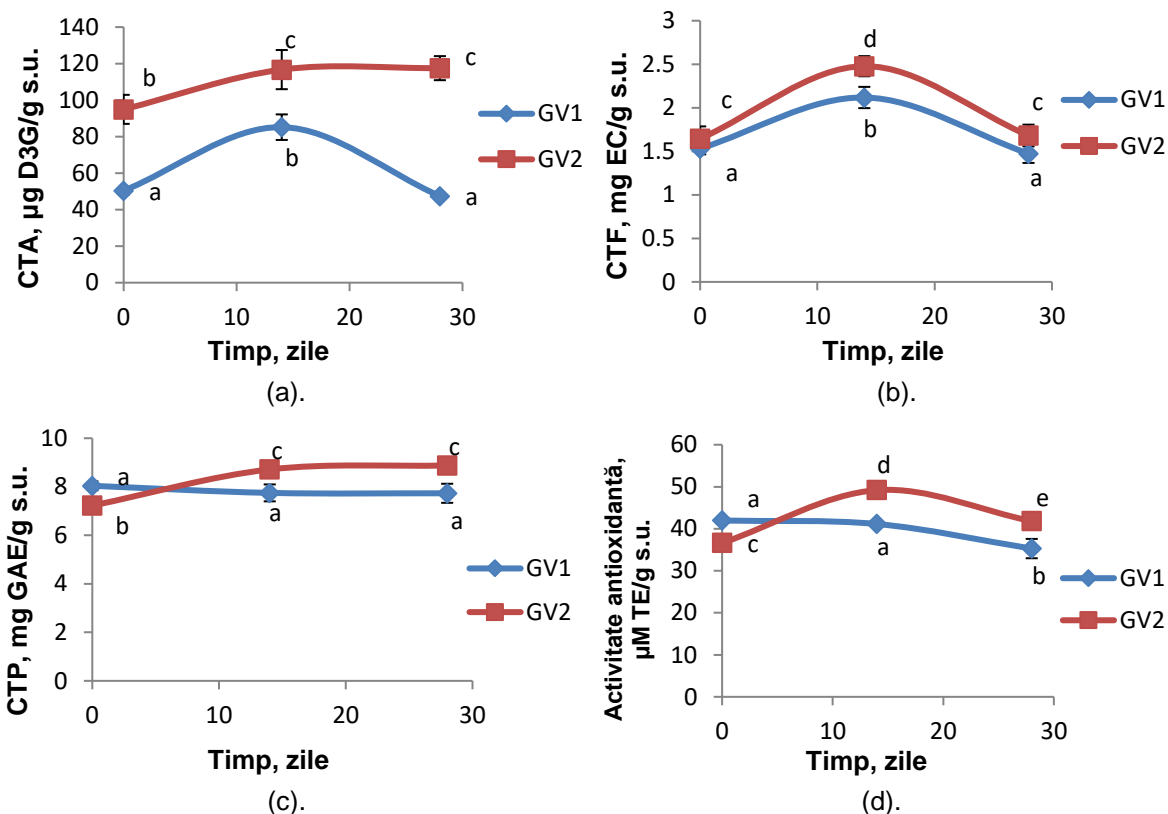 140
120
100
80
60
40
20
0
CTA, µg D3G/g s.u.
b
c
c
a
b
a
GV1
GV2
0 10 20 30
Timp, zile
(a).
3
2.5
2
1.5
1
0.5
0
CTF, mg EC/g s.u.
c
d
c
a
b
a
GV1
GV2
0 10 20 30
Timp, zile
(b).
10
8
6
4
2
0
CTP, mg GAE/g s.u.
a
c
c
b
a
a
GV1
GV2
0 10 20 30
Timp, zile
(c).
60
50
40
30
20
10
0
Activitate antioxidantă,
µM TE/g s.u.
a
d
e
c
a
b
GV1
GV2
0 10 20 30
Timp, zile
(d).